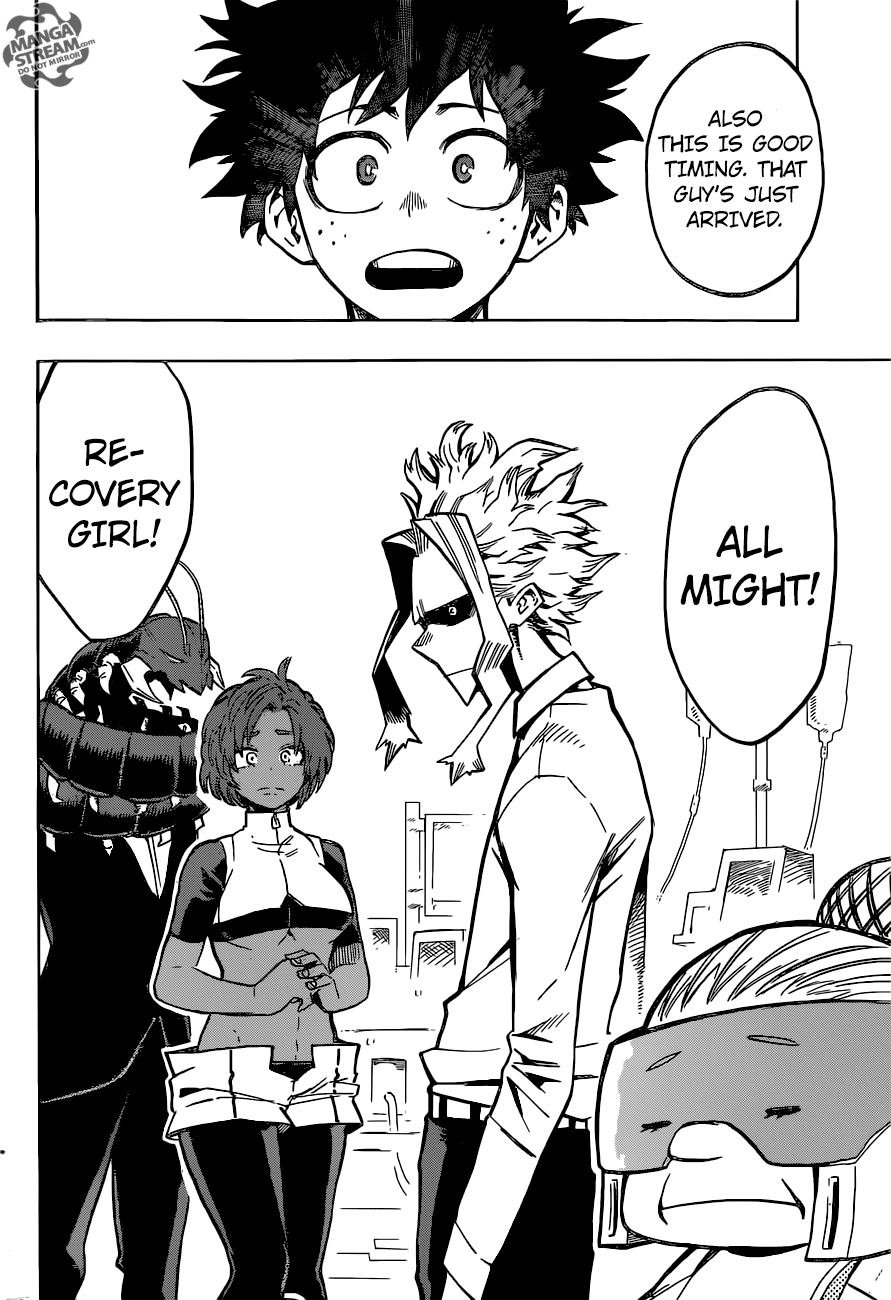 MANGA
STREAM.com
DO NOT MIRROR
ALSO
THIS IS GOOD
TIMING. THAT
GUY'S JUST
ARRIVED.
ALL
MIGHT!
RE-
COVERY
GIRL!